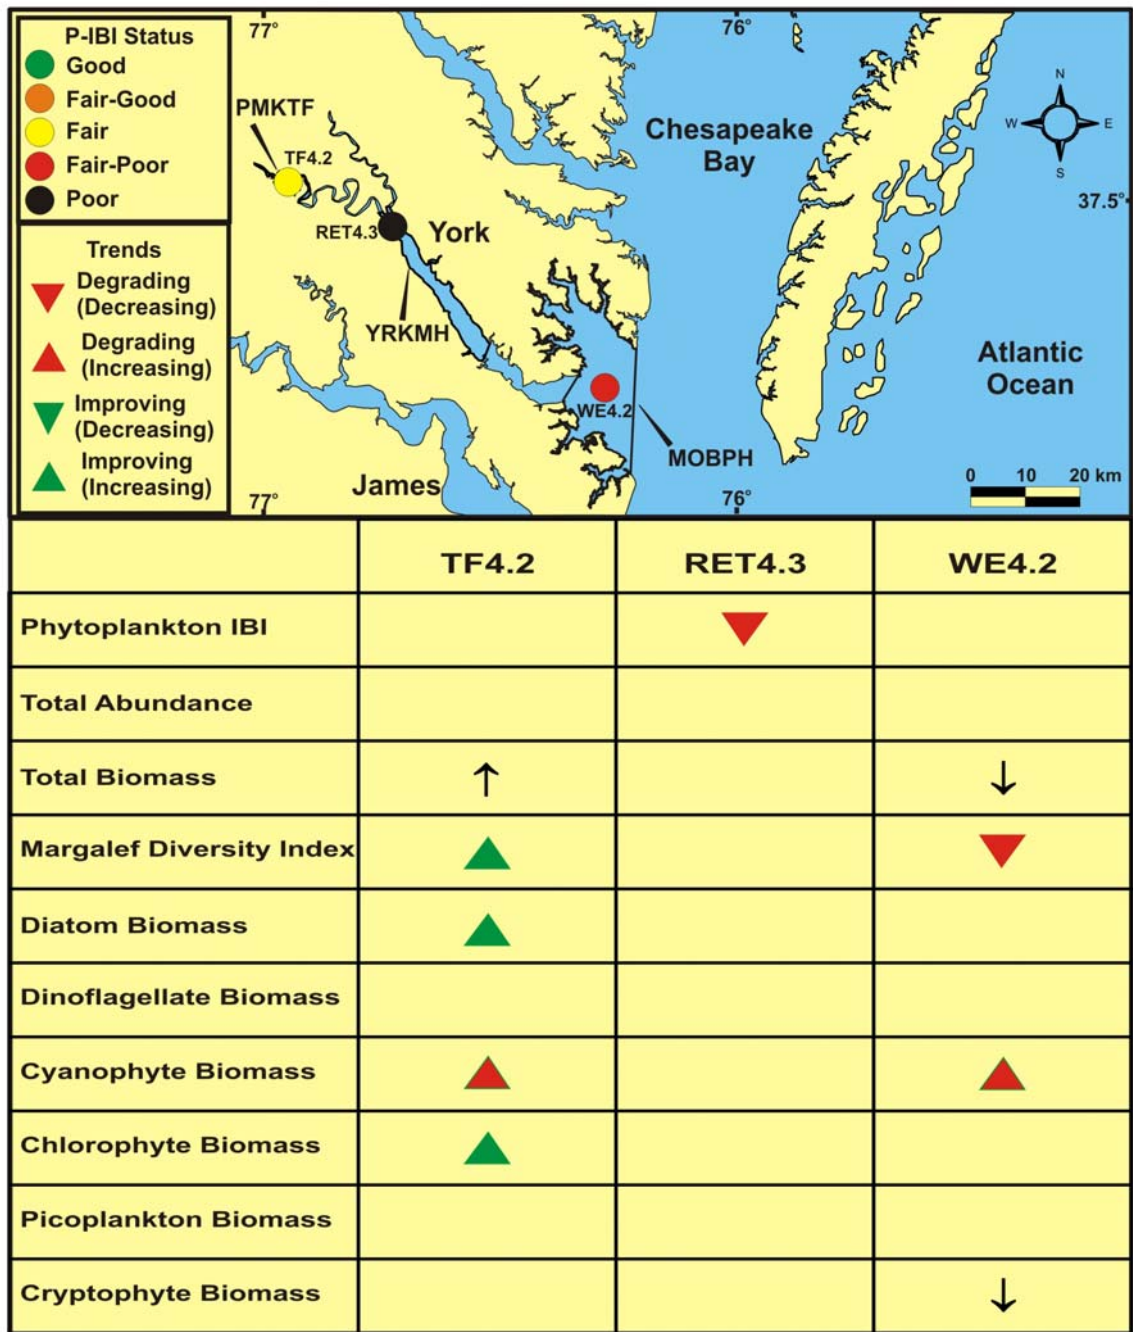 P-IBI Status
Good
Fair-Good
Fair
Fair-Poor
Poor
Trends
Degrading
(Decreasing)
Degrading
(Increasing)
Improving
(Decreasing)
Improving
(Increasing)
77°
76°
N
W
E
S
PMKTF
TF4.2
Chesapeake
Bay
37.5°
RET4.3
York
YRKMH
Atlantic
Ocean
WE4.2
MOBPH
James
77°
76°
0 10 20 km
TF4.2 RET4.3 WE4.2
Phytoplankton IBI
Total Abundance
Total Biomass ↑ ↓
Margalef Diversity Index
Diatom Biomass
Dinoflagellate Biomass
Cyanophyte Biomass
Chlorophyte Biomass
Picoplankton Biomass
Cryptophyte Biomass ↓